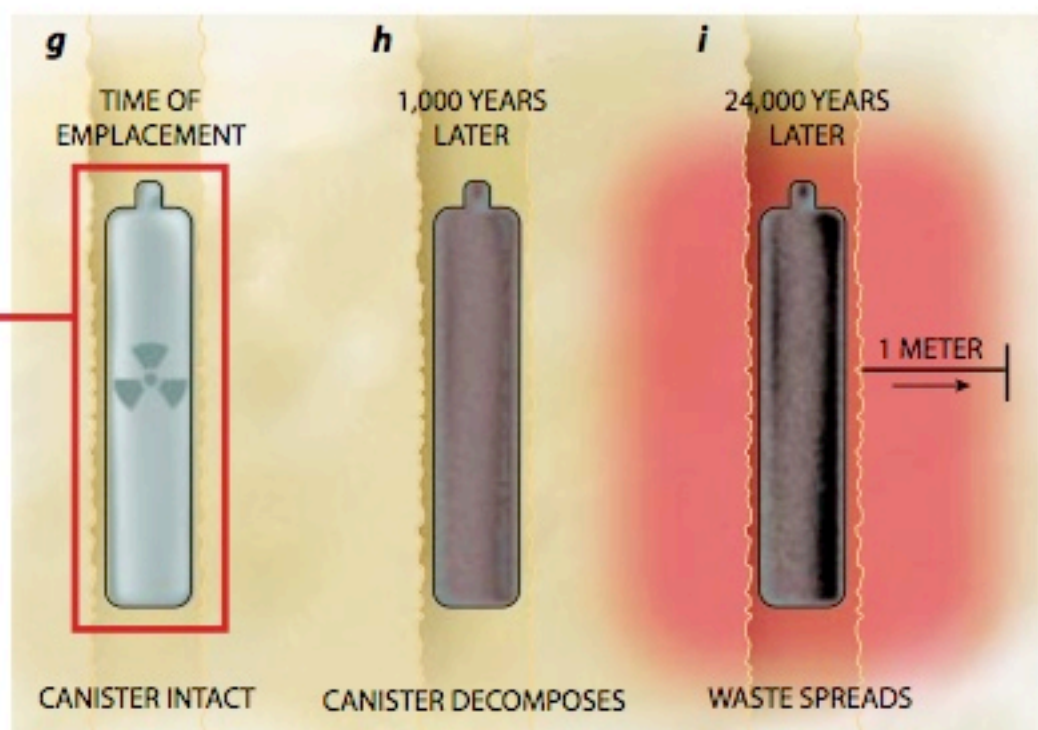 g
TIME OF
EMPLACEMENT
CANISTER INTACT
h
1,000 YEARS
LATER
CANISTER DECOMPOSES
i
24,000 YEARS
LATER
1 METER
WASTE SPREADS